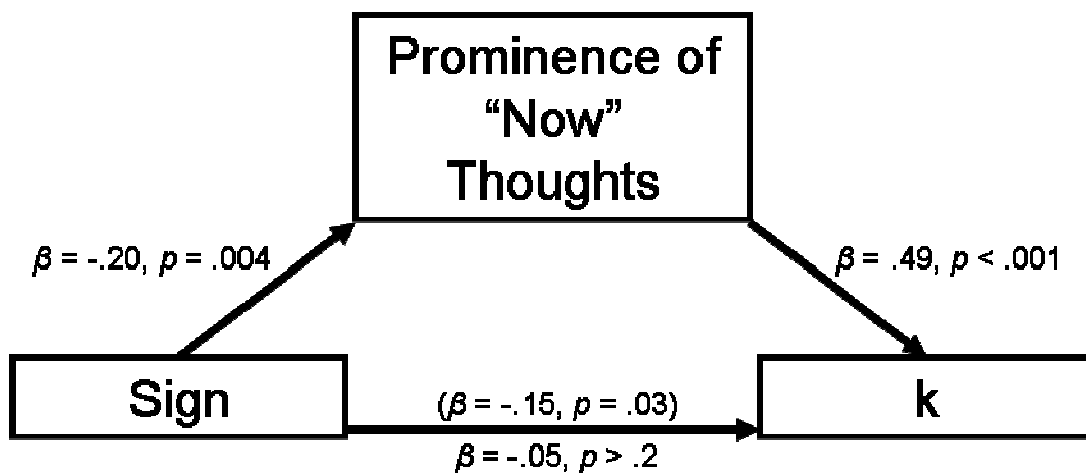 Prominence of
“Now”
Thoughts
β = -.20, p = .004
β = .49, p < .001
Sign
(β = -.15, p = .03)
β = -.05, p > .2
k